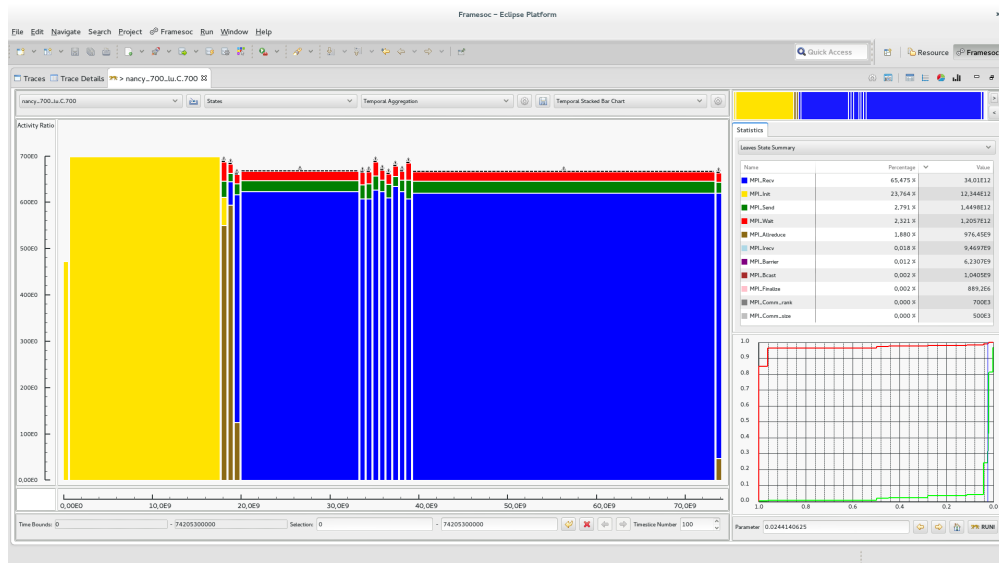 Framesoc - Eclipse Platform
File Edit Navigate Search Project Framesoc Run Window Help
Quick Access Resource Framesoc
Traces Trace Details > nancy_700_lu.C.700
nancy_700_lu.C.700 States Temporal Aggregation Temporal Stacked Bar Chart
Activity Ratio
700E0
600E0
500E0
400E0
300E0
200E0
100E0
0,00E0
0,00E0 10,0E9 20,0E9 30,0E9 40,0E9 50,0E9 60,0E9 70,0E9
Time Bounds: 0 - 74205300000 Selection: 0 - 74205300000 Timeslice Number 100
Statistics
Leaves State Summary
Name Percentage Value
MPI_Recv 65,475 % 34,01E12
MPI_Init 23,764 % 12,344E12
MPI_Send 2,791 % 1,4498E12
MPI_Wait 2,321 % 1,2057E12
MPI_Allreduce 1,880 % 976,45E9
MPI_Irecv 0,018 % 9,4697E9
MPI_Barrier 0,012 % 6,2307E9
MPI_Bcast 0,002 % 1,0405E9
MPI_Finalize 0,002 % 889,2E6
MPI_Comm_rank 0,000 % 700E3
MPI_Comm_size 0,000 % 500E3
1.0
0.9
0.8
0.7
0.6
0.5
0.4
0.3
0.2
0.1
0.0
1.0 0.8 0.6 0.4 0.2 0.0
Parameter 0.0244140625 RUN!